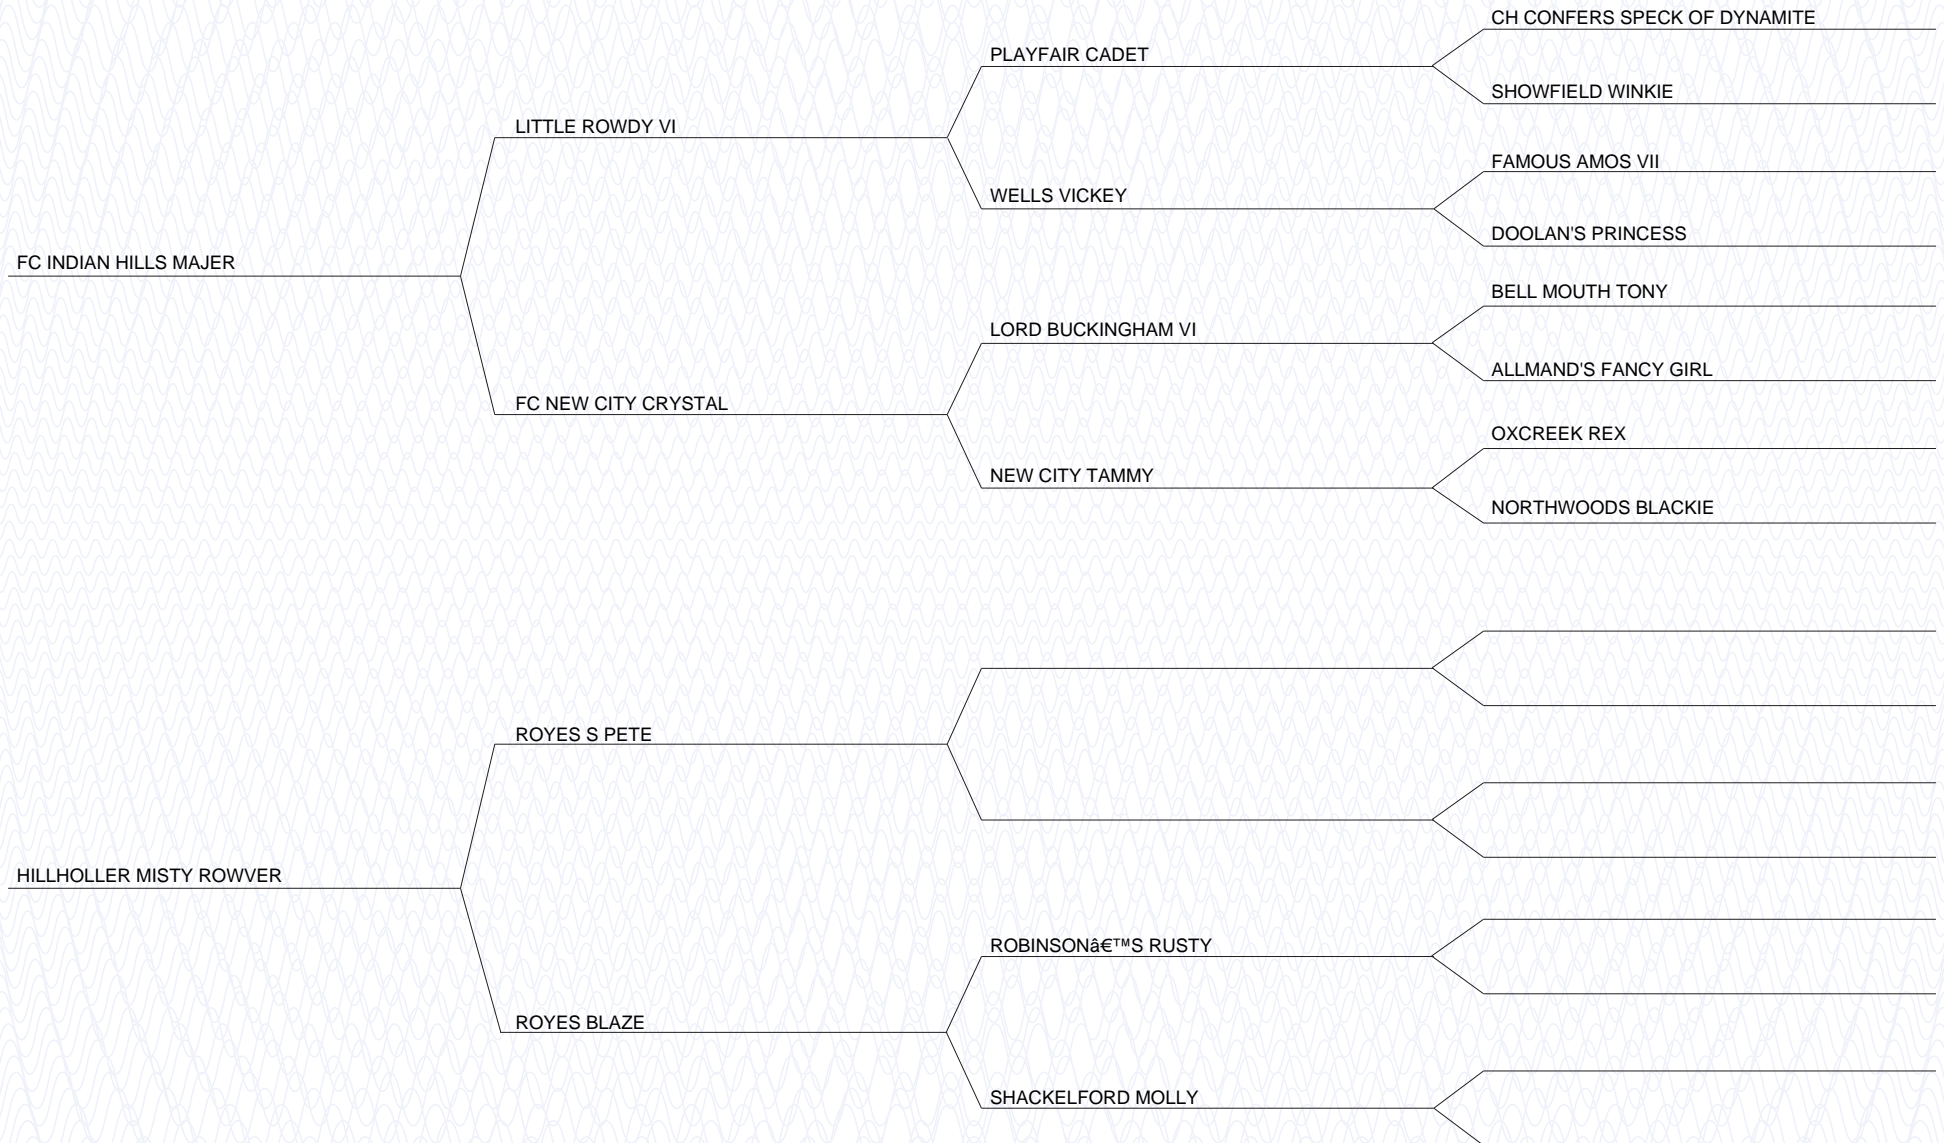 CH CONFERS SPECK OF DYNAMITE
PLAYFAIR CADET
SHOWFIELD WINKIE
LITTLE ROWDY VI
FAMOUS AMOS VII
WELLS VICKEY
DOOLAN'S PRINCESS
FC INDIAN HILLS MAJER
BELL MOUTH TONY
LORD BUCKINGHAM VI
ALLMAND'S FANCY GIRL
FC NEW CITY CRYSTAL
OXCREEK REX
NEW CITY TAMMY
NORTHWOODS BLACKIE
ROYES S PETE
HILLHOLLER MISTY ROWVER
ROBINSONâ€™S RUSTY
ROYES BLAZE
SHACKELFORD MOLLY